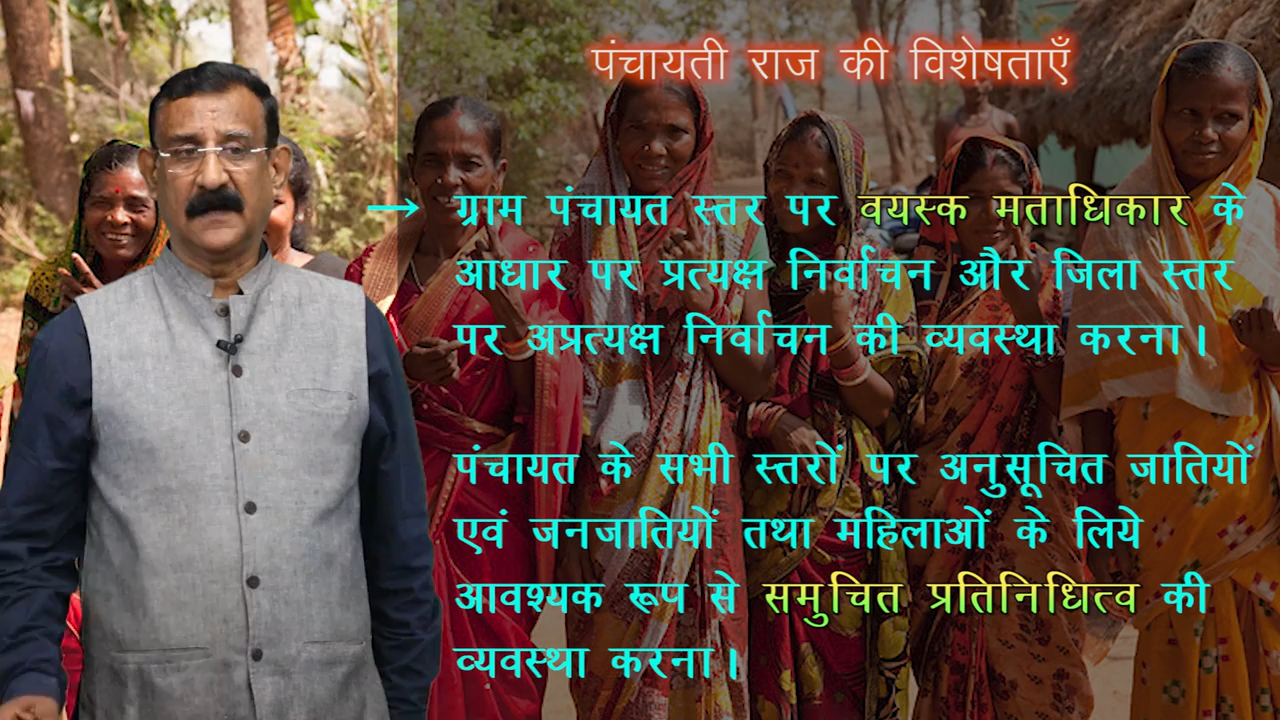 पंचायती राज की विशेषताएँ
→ ग्राम पंचायत स्तर पर वयस्क मताधिकार के
आधार पर प्रत्यक्ष निर्वाचन और जिला स्तर
पर अप्रत्यक्ष निर्वाचन की व्यवस्था करना।
पंचायत के सभी स्तरों पर अनुसूचित जातियों
एवं जनजातियों तथा महिलाओं के लिये
आवश्यक रूप से समुचित प्रतिनिधित्व की
व्यवस्था करना।